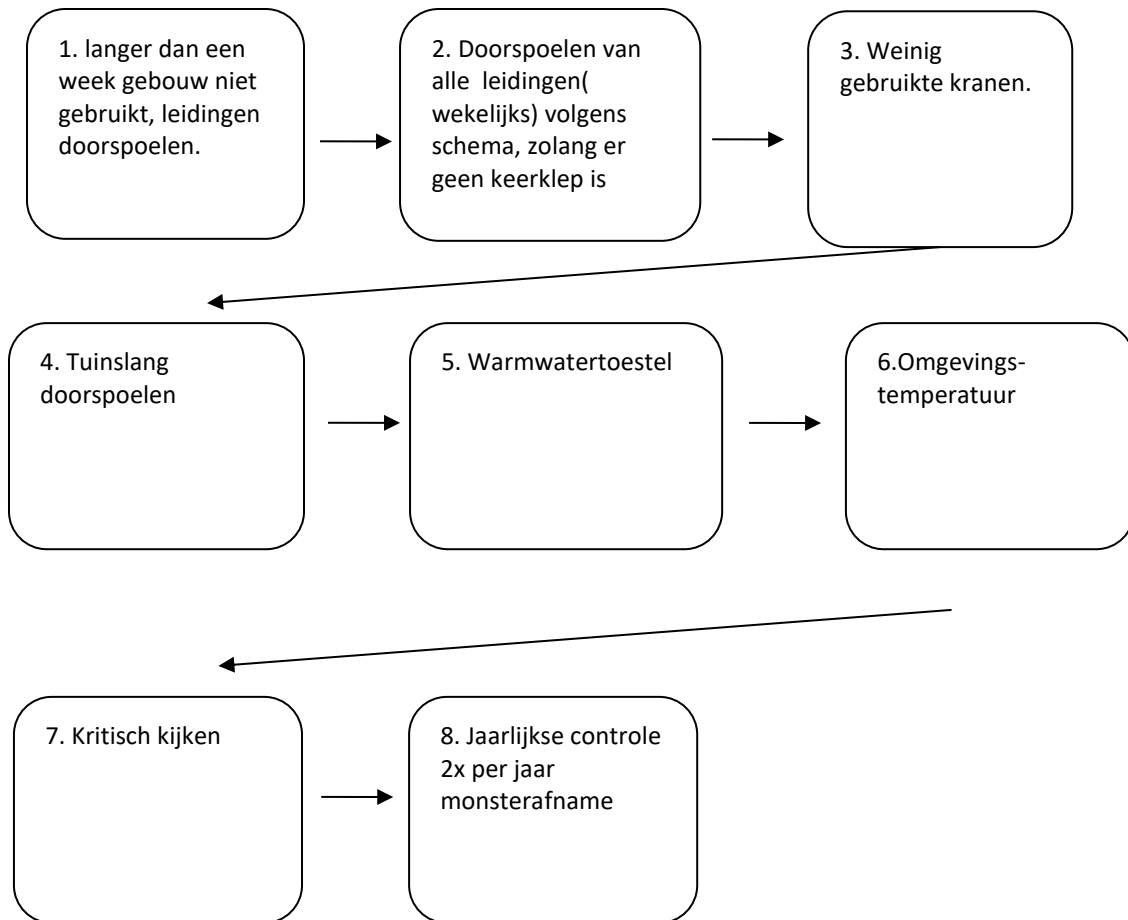 1. langer dan een
week gebouw niet
gebruikt, leidingen
doorspoelen.
2. Doorspoelen van
alle leidingen(
wekelijks) volgens
schema, zolang er
geen keerklep is
3. Weinig
gebruikte kranen.
4. Tuinslang
doorspoelen
5. Warmwatertoestel
6.Omgevings-
temperatuur
7. Kritisch kijken
8. Jaarlijkse controle
2x per jaar
monsterafname